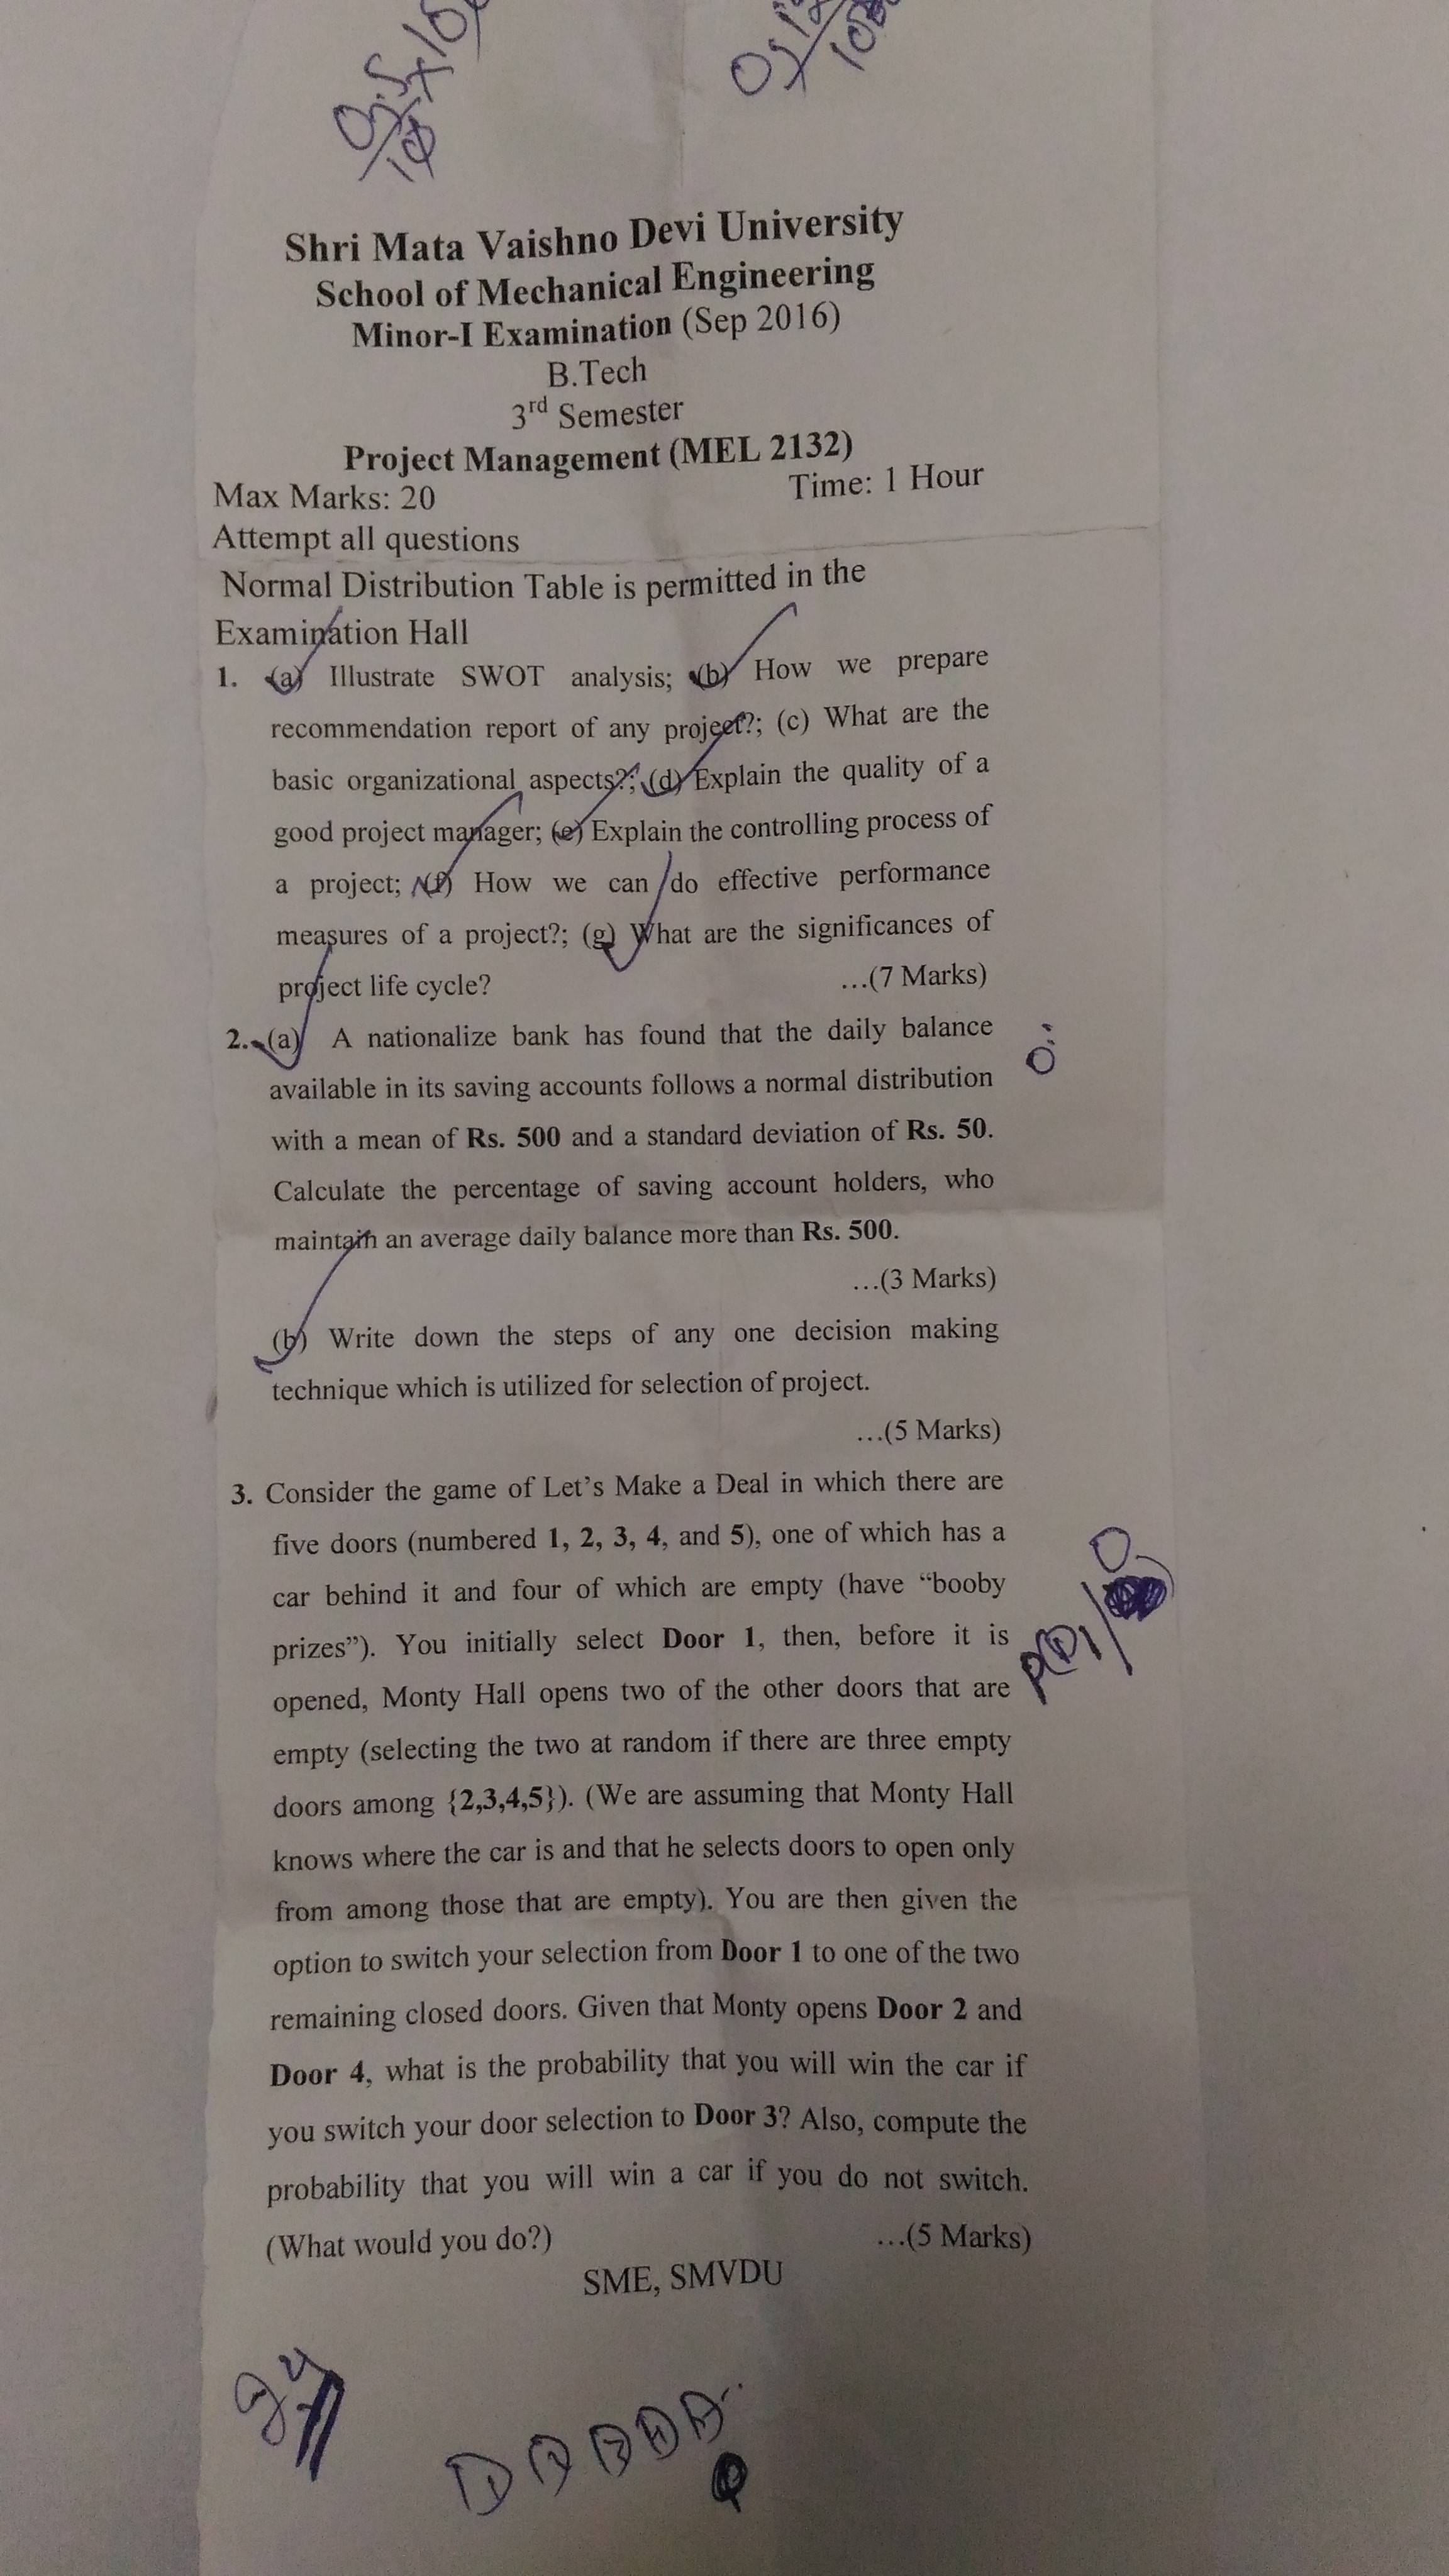 Shri Mata Vaishno Devi University
School of Mechanical Engineering
Minor-I Examination (Sep 2016)
B.Tech
3rd Semester
Project Management (MEL 2132)
Max Marks: 20 Time: 1 Hour
Attempt all questions
Normal Distribution Table is permitted in the
Examination Hall
1. (a) Illustrate SWOT analysis; (b) How we prepare
recommendation report of any project?; (c) What are the
basic organizational aspects?; (d) Explain the quality of a
good project manager; (e) Explain the controlling process of
a project; (f) How we can do effective performance
measures of a project?; (g) What are the significances of
project life cycle? ...(7 Marks)
2. (a) A nationalize bank has found that the daily balance
available in its saving accounts follows a normal distribution
with a mean of Rs. 500 and a standard deviation of Rs. 50.
Calculate the percentage of saving account holders, who
maintain an average daily balance more than Rs. 500.
...(3 Marks)
(b) Write down the steps of any one decision making
technique which is utilized for selection of project.
...(5 Marks)
3. Consider the game of Let's Make a Deal in which there are
five doors (numbered 1, 2, 3, 4, and 5), one of which has a
car behind it and four of which are empty (have “booby
prizes”). You initially select Door 1, then, before it is
opened, Monty Hall opens two of the other doors that are
empty (selecting the two at random if there are three empty
doors among {2,3,4,5}). (We are assuming that Monty Hall
knows where the car is and that he selects doors to open only
from among those that are empty). You are then given the
option to switch your selection from Door 1 to one of the two
remaining closed doors. Given that Monty opens Door 2 and
Door 4, what is the probability that you will win the car if
you switch your door selection to Door 3? Also, compute the
probability that you will win a car if you do not switch.
(What would you do?) ...(5 Marks)
SME, SMVDU